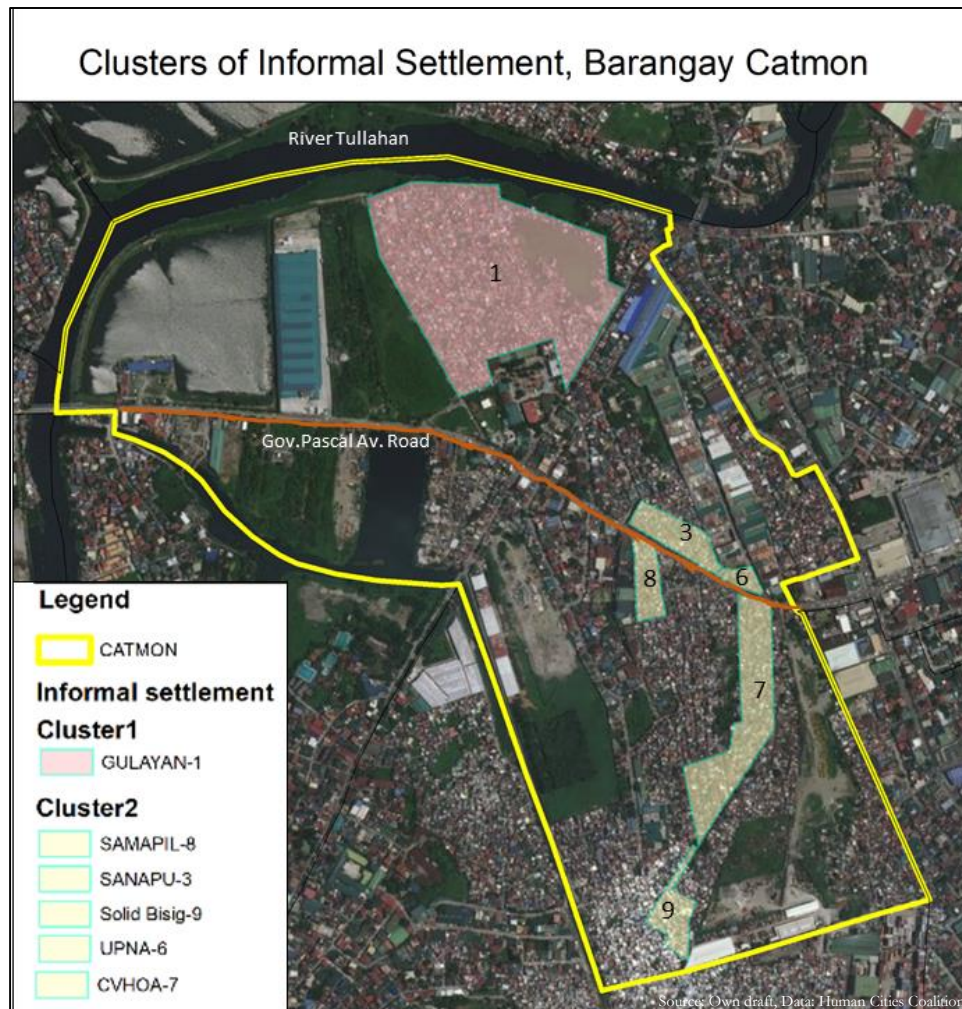 Clusters of Informal Settlement, Barangay Catmon
River Tullahan
1
Gov.Pascal Av. Road
3
8
6
7
9
Legend
CATMON
Informal settlement
Cluster1
GULAYAN-1
Cluster2
SAMAPIL-8
SANAPU-3
Solid Bisig-9
UPNA-6
CVHOA-7
Source: Own draft, Data: Human Cities Coalition